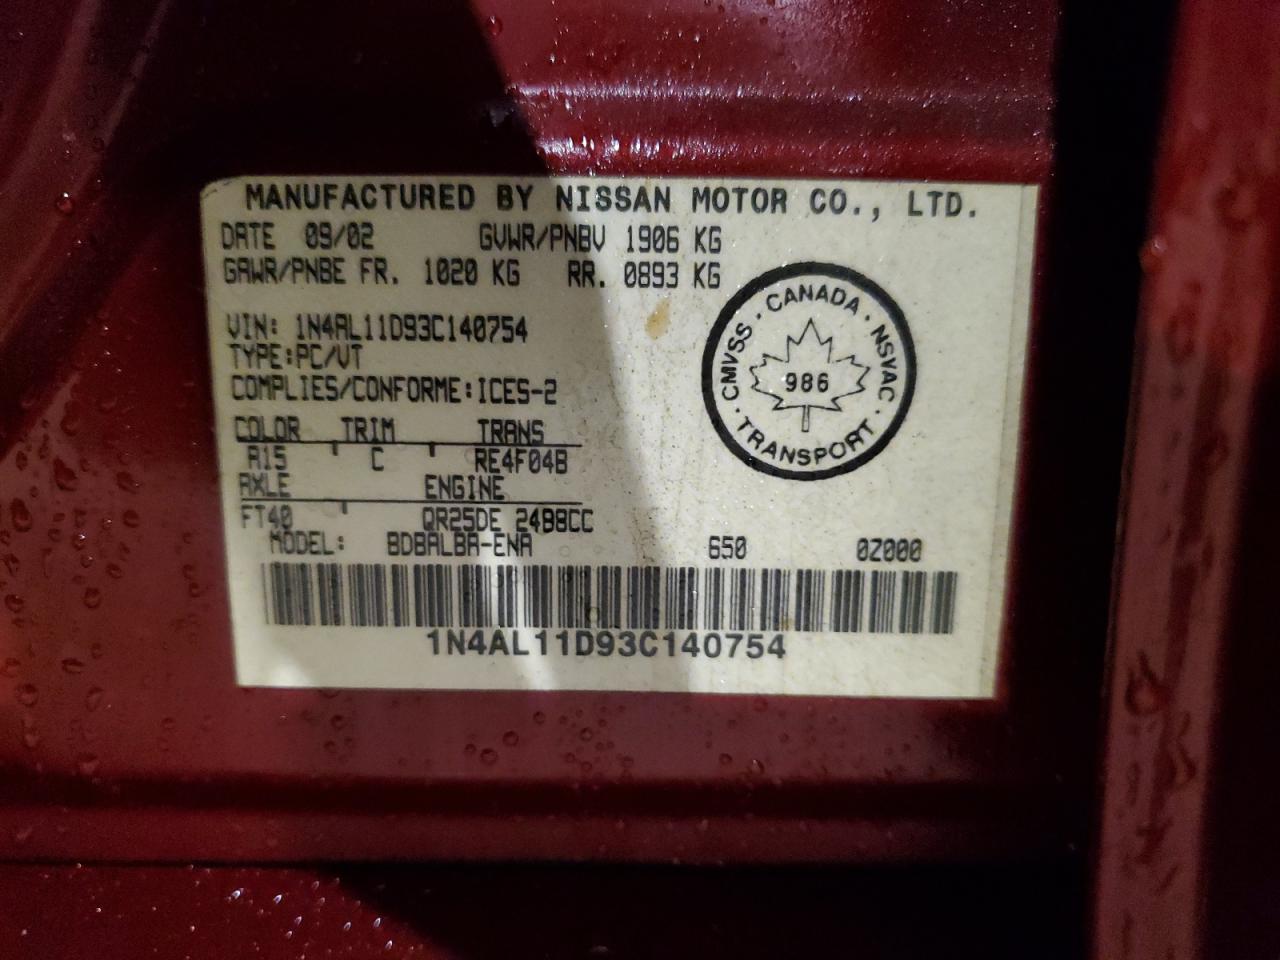 MANUFACTURED BY NISSAN MOTOR CO., LTD.
DATE 09/02 GVWR/PNBV 1906 KG
GAWR/PNBE FR. 1020 KG RR. 0893 KG
VIN: 1N4AL11D93C140754
TYPE:PC/VT
COMPLIES/CONFORME:ICES-2
COLOR TRIM TRANS
A15 C RE4F04B
AXLE ENGINE
FT40 QR25DE 2488CC
MODEL: BDBALBA-ENA 650 0Z000
1N4AL11D93C140754
· CANADA ·
CMVSS · NSVAC
986
· TRANSPORT ·